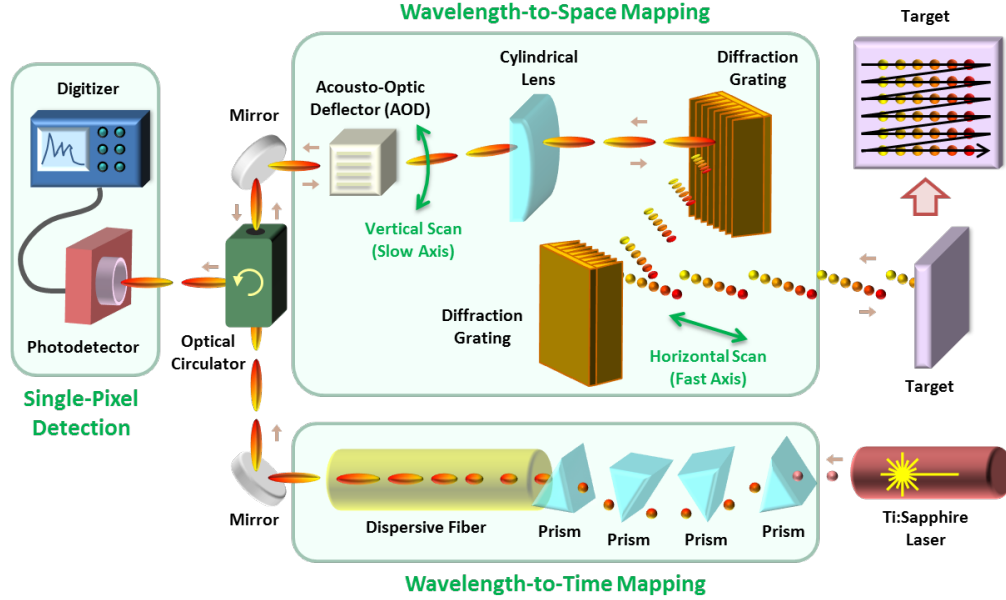 Wavelength-to-Space Mapping
Target
Digitizer
Mirror
Acousto-Optic
Deflector (AOD)
Cylindrical
Lens
Diffraction
Grating
Vertical Scan
(Slow Axis)
Photodetector
Optical
Circulator
Diffraction
Grating
Horizontal Scan
(Fast Axis)
Target
Single-Pixel
Detection
Mirror
Dispersive Fiber
Prism
Prism
Prism
Prism
Ti:Sapphire
Laser
Wavelength-to-Time Mapping